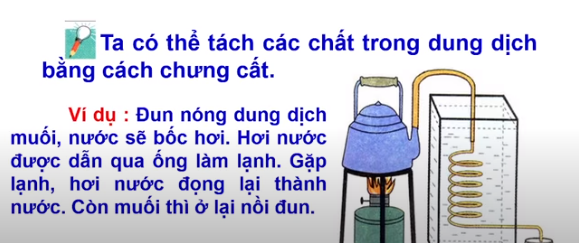 Ta có thể tách các chất trong dung dịch
bằng cách chưng cất.
Ví dụ : Đun nóng dung dịch
muối, nước sẽ bốc hơi. Hơi nước
được dẫn qua ống làm lạnh. Gặp
lạnh, hơi nước đọng lại thành
nước. Còn muối thì ở lại nồi đun.